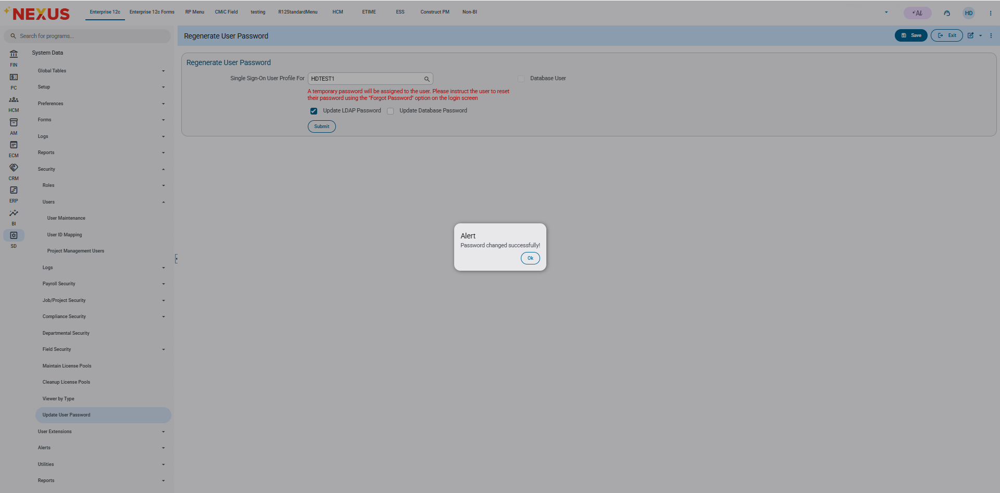 NEXUS
Enterprise 12c
Enterprise 12c Forms
RP Menu
CMiC Field
testing
R12StandardMenu
HCM
ETIME
ESS
Construct PM
Non-BI
AI
HD
Search for programs...
FIN
PC
HCM
AM
ECM
CRM
ERP
BI
SD
System Data
Global Tables
Setup
Preferences
Forms
Logs
Reports
Security
Roles
Users
User Maintenance
User ID Mapping
Project Management Users
Logs
Payroll Security
Job/Project Security
Compliance Security
Departmental Security
Field Security
Maintain License Pools
Cleanup License Pools
Viewer by Type
Update User Password
User Extensions
Alerts
Utilities
Reports
Regenerate User Password
Save
Exit
Regenerate User Password
Single Sign-On User Profile For
HDTEST1
Database User
A temporary password will be assigned to the user. Please instruct the user to reset
their password using the "Forgot Password" option on the login screen
Update LDAP Password
Update Database Password
Submit
Alert
Password changed successfully!
Ok